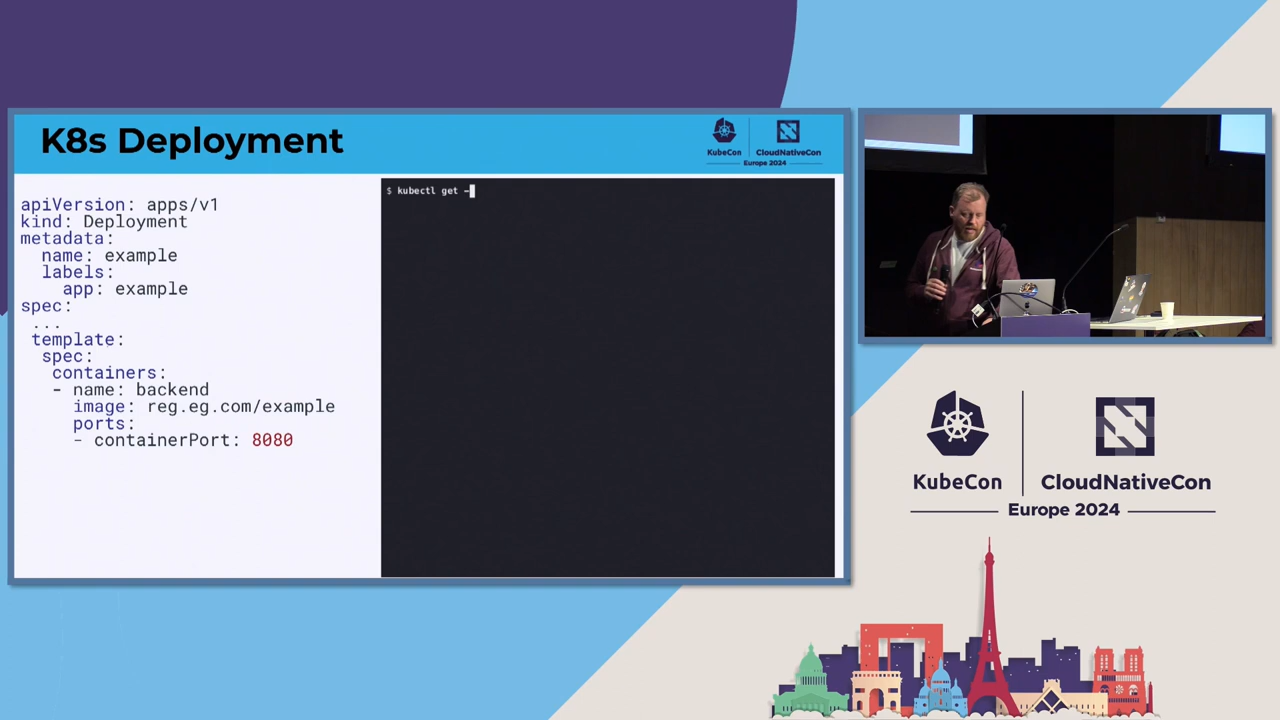 K8s Deployment
KubeCon
CloudNativeCon
Europe 2024
apiVersion: apps/v1
kind: Deployment
metadata:
  name: example
  labels:
    app: example
spec:
 ...
 template:
  spec:
   containers:
   - name: backend
     image: reg.eg.com/example
     ports:
     - containerPort: 8080
$ kubectl get -
KubeCon
CloudNativeCon
Europe 2024